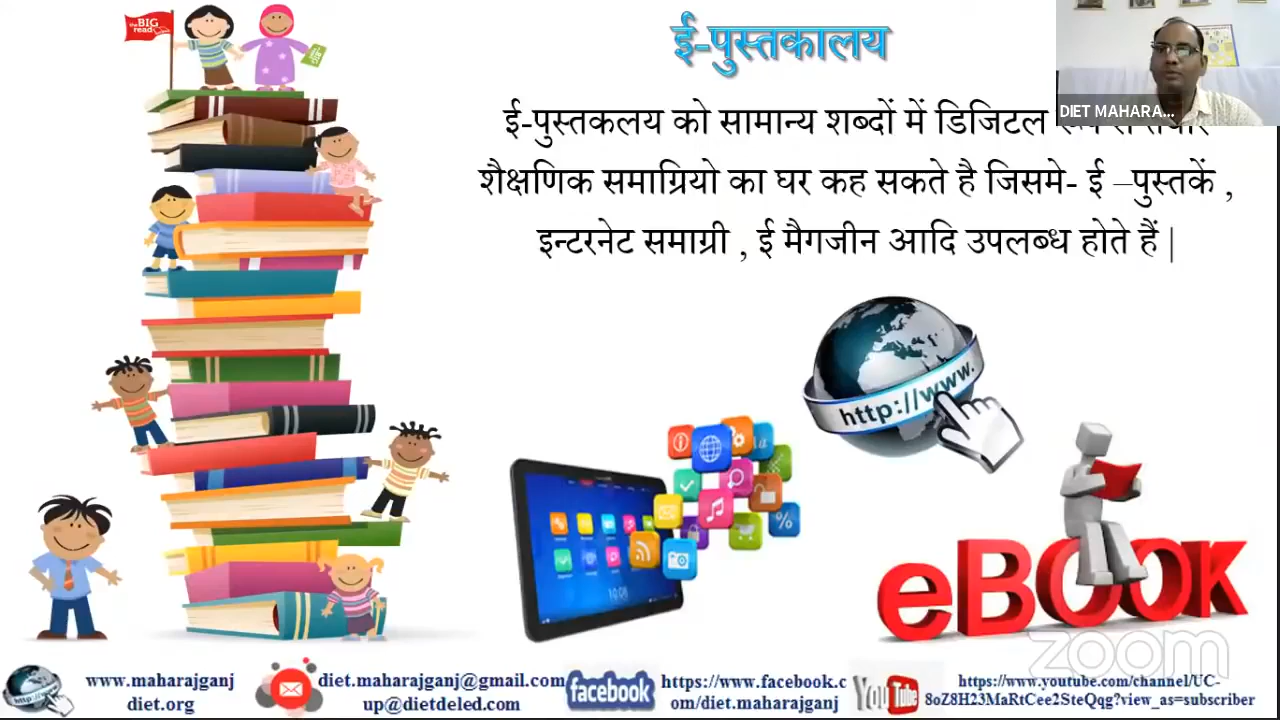 the BIG read
ई-पुस्तकालय
DIET MAHARA...
ई-पुस्तकलय को सामान्य शब्दों में डिजिटल
शैक्षणिक समाग्रियो का घर कह सकते है जिसमे- ई –पुस्तकें ,
इन्टरनेट समाग्री , ई मैगजीन आदि उपलब्ध होते हैं |
http://www.
eBOOK
zoom
www.maharajganj
diet.org
diet.maharajganj@gmail.com
up@dietdeled.com
facebook
https://www.facebook.c
om/diet.maharajganj
YouTube
https://www.youtube.com/channel/UC-
8oZ8H23MaRtCee2SteQqg?view_as=subscriber